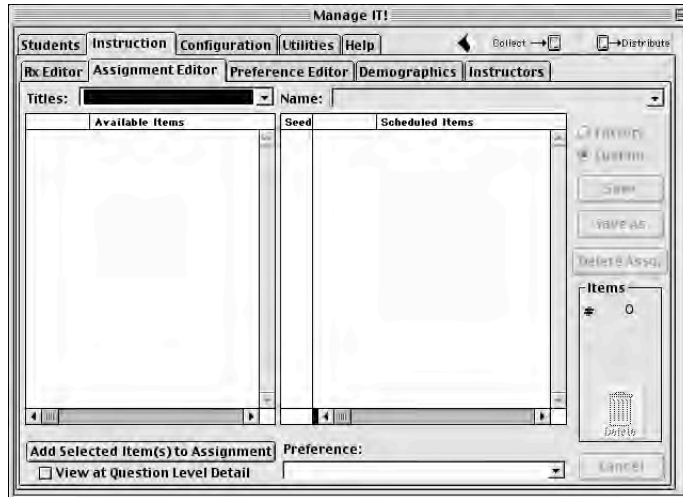 Manage IT!
Students Instruction Configuration Utilities Help Collect Distribute
Rx Editor Assignment Editor Preference Editor Demographics Instructors
Titles: Name:
Available Items Seed Scheduled Items
Factory
Custom
Save
Save As
Delete Assg.
Items
# 0
Delete
Add Selected Item(s) to Assignment Preference:
View at Question Level Detail Cancel